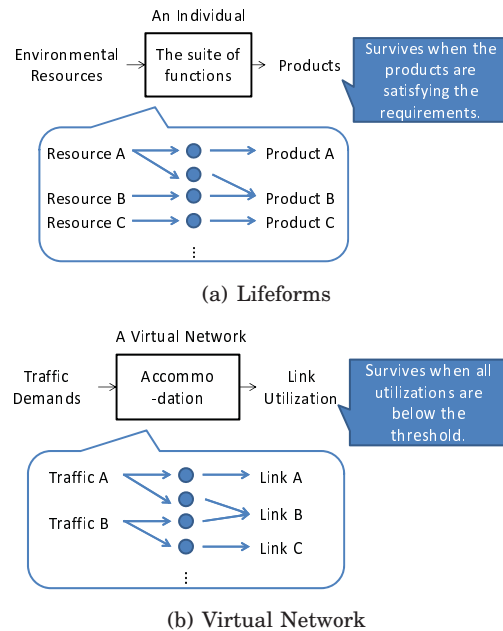 An Individual
Environmental
Resources
The suite of
functions
Products
Survives when the
products are
satisfying the
requirements.
Resource A
Product A
Resource B
Product B
Resource C
Product C
...
(a) Lifeforms
A Virtual Network
Traffic
Demands
Accommo
-dation
Link
Utilization
Survives when all
utilizations are
below the
threshold.
Traffic A
Link A
Traffic B
Link B
Link C
...
(b) Virtual Network